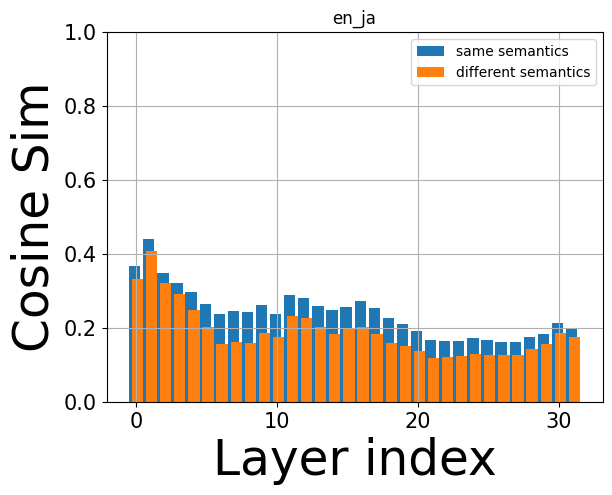 en_ja
same semantics
different semantics
Cosine Sim
1.0
0.8
0.6
0.4
0.2
0.0
0 10 20 30
Layer index